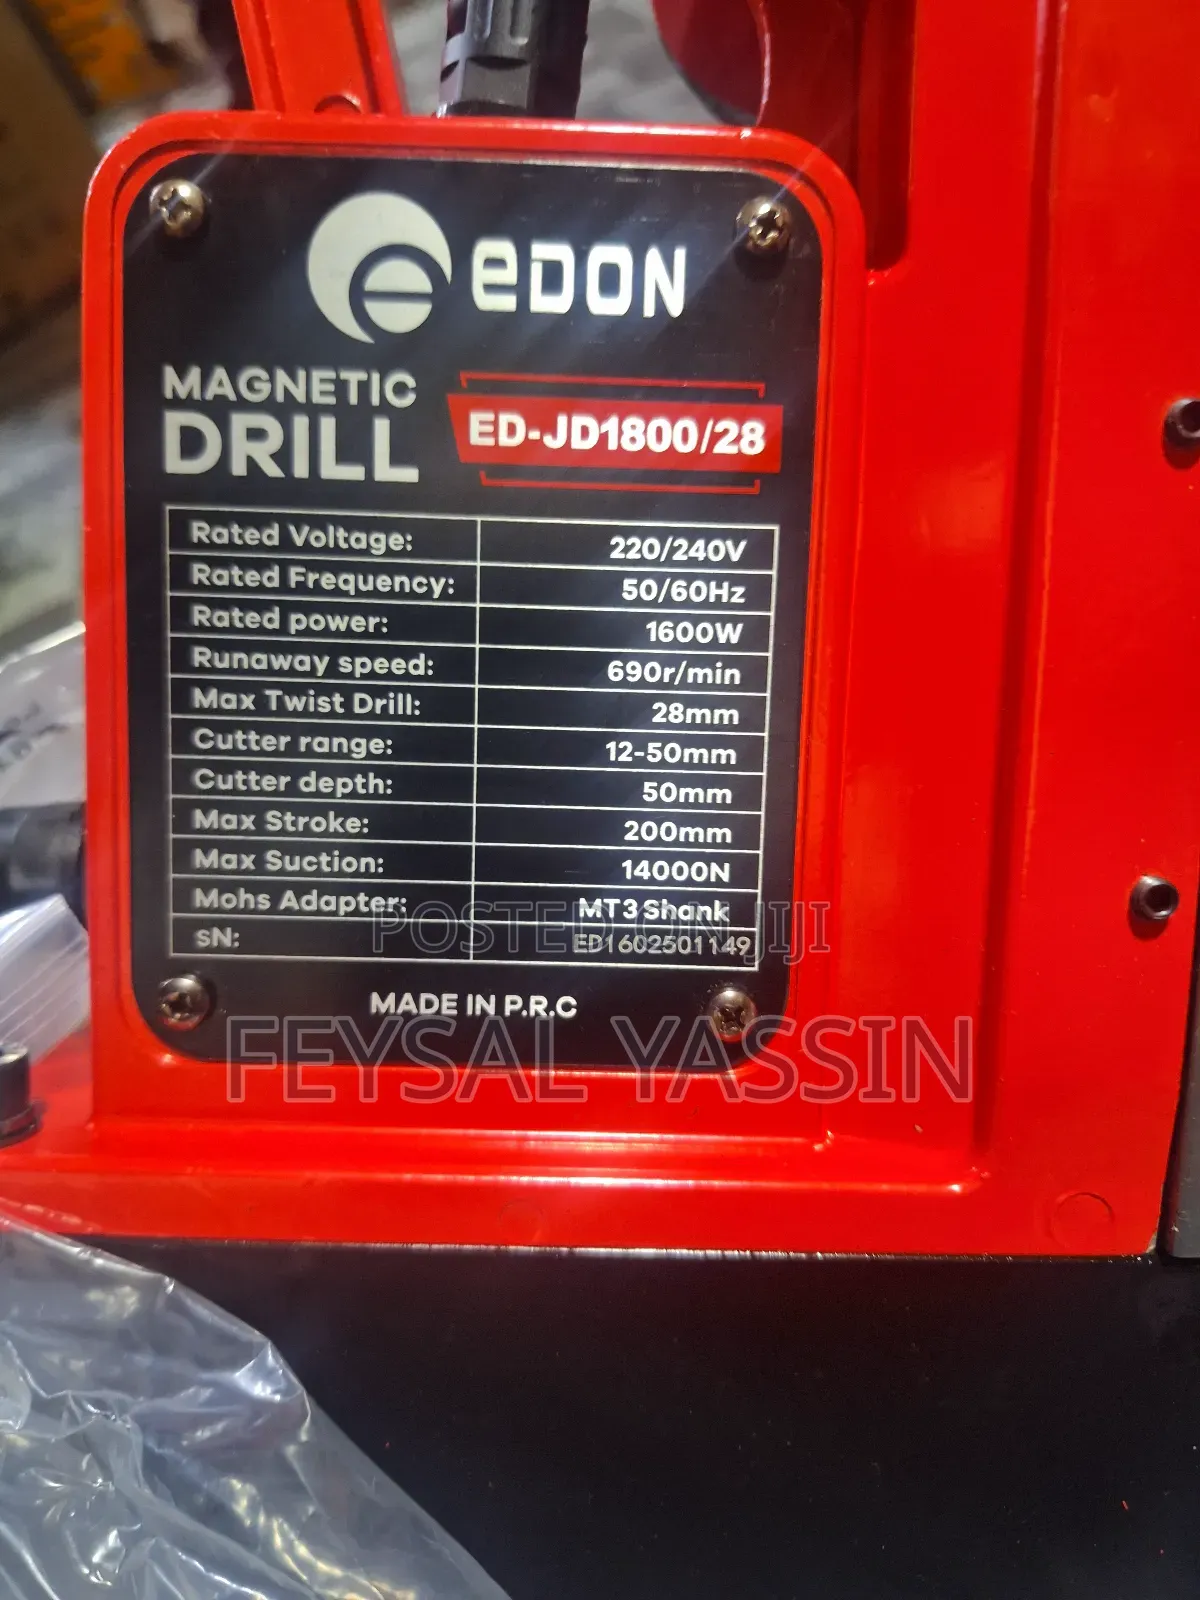 eDON
MAGNETIC
DRILL
ED-JD1800/28
Rated Voltage: 220/240V
Rated Frequency: 50/60Hz
Rated power: 1600W
Runaway speed: 690r/min
Max Twist Drill: 28mm
Cutter range: 12-50mm
Cutter depth: 50mm
Max Stroke: 200mm
Max Suction: 14000N
Mohs Adapter: MT3 Shank
sN: ED1602501149
POSTED ON JIJI
MADE IN P.R.C
FEYSAL YASSIN